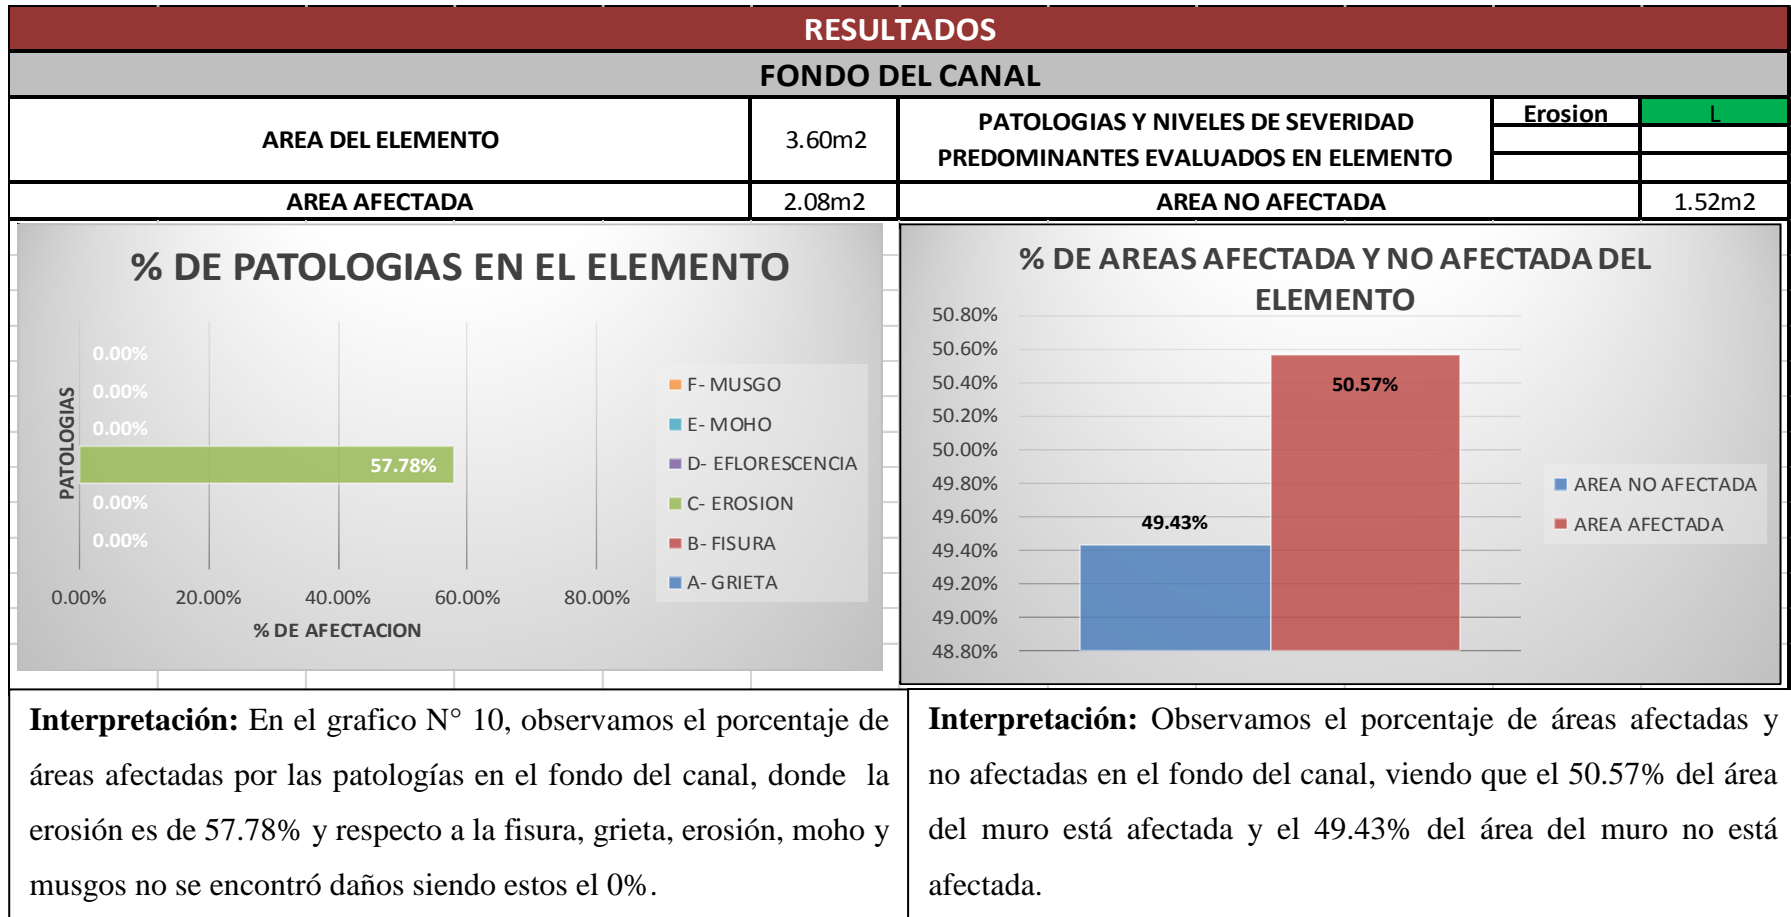 RESULTADOS
FONDO DEL CANAL
AREA DEL ELEMENTO
3.60m2
PATOLOGIAS Y NIVELES DE SEVERIDAD
PREDOMINANTES EVALUADOS EN ELEMENTO
Erosion
L
AREA AFECTADA
2.08m2
AREA NO AFECTADA
1.52m2
% DE PATOLOGIAS EN EL ELEMENTO
PATOLOGIAS
0.00%
0.00%
0.00%
57.78%
0.00%
0.00%
0.00%
20.00%
40.00%
60.00%
80.00%
% DE AFECTACION
F- MUSGO
E- MOHO
D- EFLORESCENCIA
C- EROSION
B- FISURA
A- GRIETA
% DE AREAS AFECTADA Y NO AFECTADA DEL
ELEMENTO
50.80%
50.60%
50.40%
50.20%
50.00%
49.80%
49.60%
49.40%
49.20%
49.00%
48.80%
49.43%
50.57%
AREA NO AFECTADA
AREA AFECTADA
Interpretación: En el grafico N° 10, observamos el porcentaje de
áreas afectadas por las patologías en el fondo del canal, donde la
erosión es de 57.78% y respecto a la fisura, grieta, erosión, moho y
musgos no se encontró daños siendo estos el 0%.
Interpretación: Observamos el porcentaje de áreas afectadas y
no afectadas en el fondo del canal, viendo que el 50.57% del área
del muro está afectada y el 49.43% del área del muro no está
afectada.